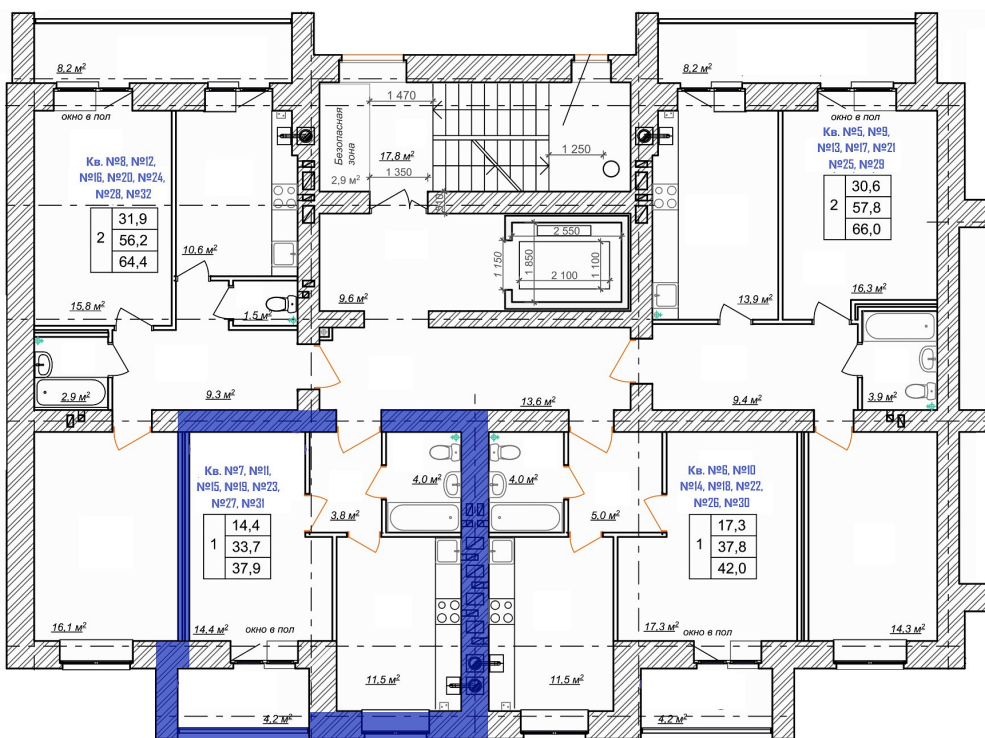 8.2 м²
8.2 м²
окно в пол
1 470
окно в пол
Кв. №8, №12,
№16, №20, №24,
№28, №32
2
31,9
56,2
64,4
Безопасная
зона
17.8 м²
2,9 м²
1 350
1 250
610
Кв. №5, №9,
№13, №17, №21
№25, №29
2
30,6
57,8
66,0
10.6 м²
15.8 м²
1.5 м²
9.6 м²
2 550
1 150
1 850
2 100
1 100
13.9 м²
16.3 м²
2.9 м²
9.3 м²
13.6 м²
9.4 м²
3.9 м²
Кв. №7, №11,
№15, №19, №23,
№27, №31
1
14,4
33,7
37,9
4.0 м²
3.8 м²
4.0 м²
5.0 м²
Кв. №6, №10
№14, №18, №22,
№26, №30
1
17,3
37,8
42,0
16.1 м²
14.4 м²
окно в пол
17.3 м²
окно в пол
14.3 м²
11.5 м²
11.5 м²
4.2 м²
4.2 м²